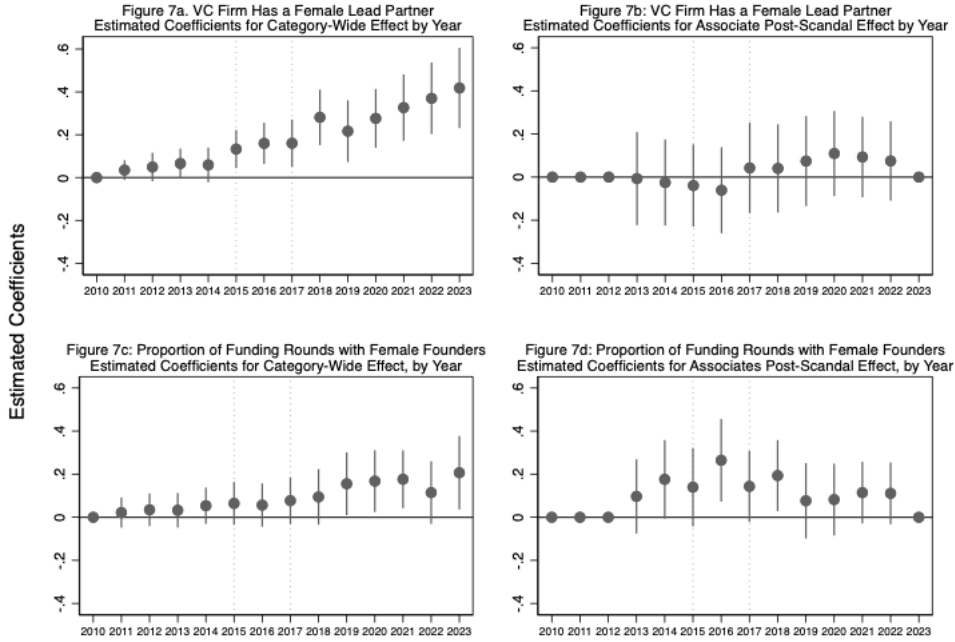 Figure 7a. VC Firm Has a Female Lead Partner
Estimated Coefficients for Category-Wide Effect by Year
.6
.4
.2
0
-.2
-.4
2010 2011 2012 2013 2014 2015 2016 2017 2018 2019 2020 2021 2022 2023
Figure 7b: VC Firm Has a Female Lead Partner
Estimated Coefficients for Associate Post-Scandal Effect by Year
.6
.4
.2
0
-.2
-.4
2010 2011 2012 2013 2014 2015 2016 2017 2018 2019 2020 2021 2022 2023
Estimated Coefficients
Figure 7c: Proportion of Funding Rounds with Female Founders
Estimated Coefficients for Category-Wide Effect, by Year
.6
.4
.2
0
-.2
-.4
2010 2011 2012 2013 2014 2015 2016 2017 2018 2019 2020 2021 2022 2023
Figure 7d: Proportion of Funding Rounds with Female Founders
Estimated Coefficients for Associates Post-Scandal Effect, by Year
.6
.4
.2
0
-.2
-.4
2010 2011 2012 2013 2014 2015 2016 2017 2018 2019 2020 2021 2022 2023